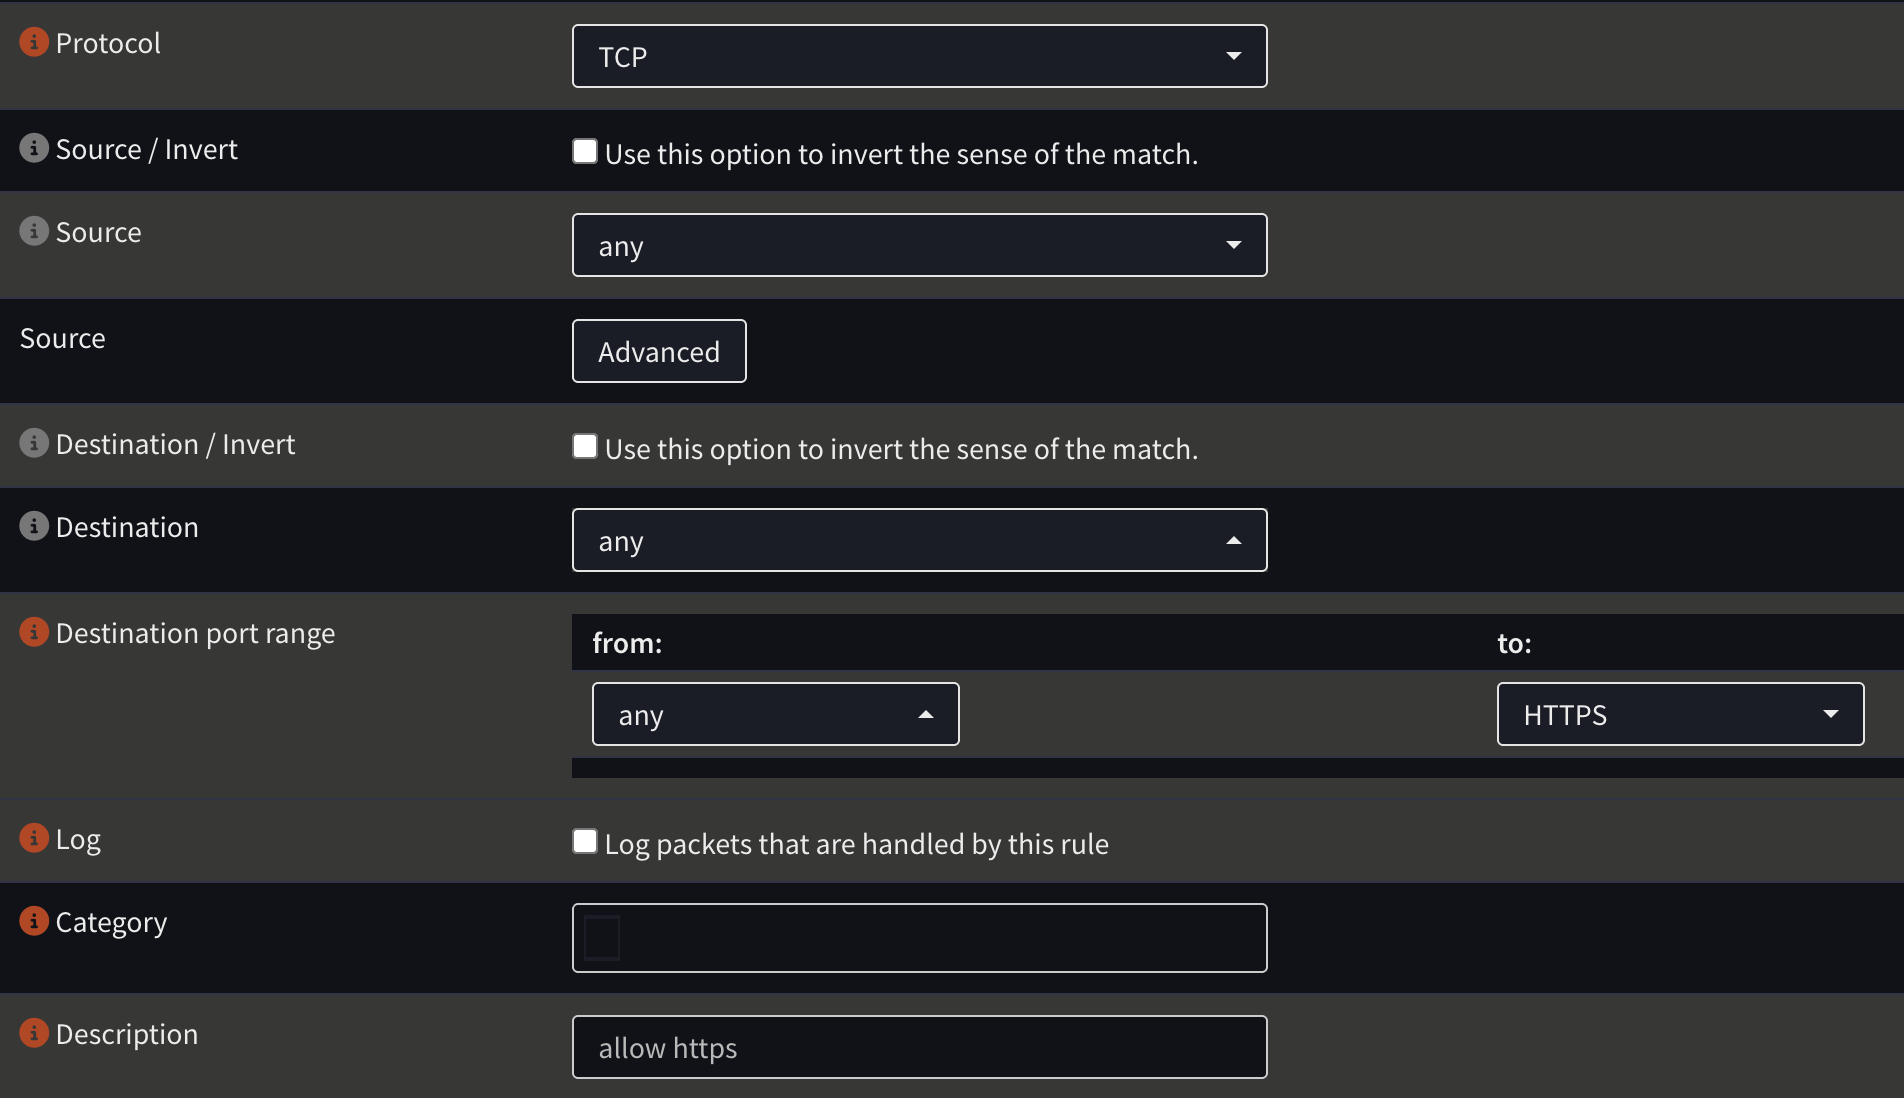 Protocol
TCP
Source / Invert
Use this option to invert the sense of the match.
Source
any
Source
Advanced
Destination / Invert
Use this option to invert the sense of the match.
Destination
any
Destination port range
from: to:
any HTTPS
Log
Log packets that are handled by this rule
Category
Description
allow https